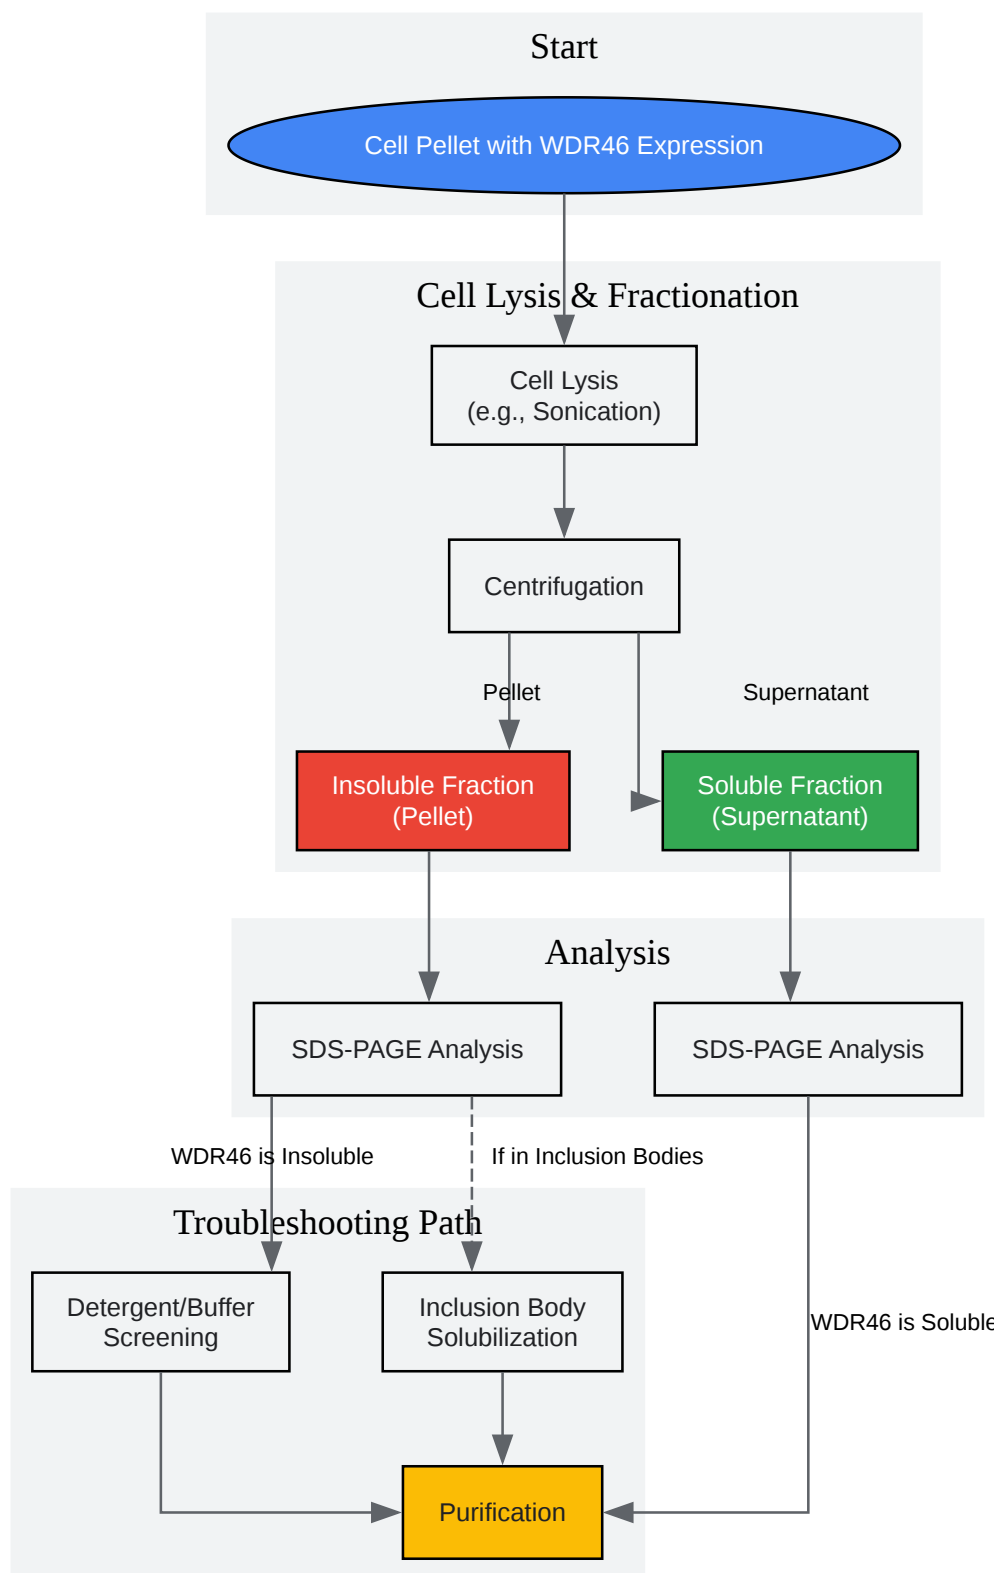 Start
Cell Pellet with WDR46 Expression
Cell Lysis & Fractionation
Cell Lysis
(e.g., Sonication)
Centrifugation
Pellet
Supernatant
Insoluble Fraction
(Pellet)
Soluble Fraction
(Supernatant)
Analysis
SDS-PAGE Analysis
SDS-PAGE Analysis
WDR46 is Insoluble
If in Inclusion Bodies
Troubleshooting Path
Detergent/Buffer
Screening
Inclusion Body
Solubilization
WDR46 is Soluble
Purification